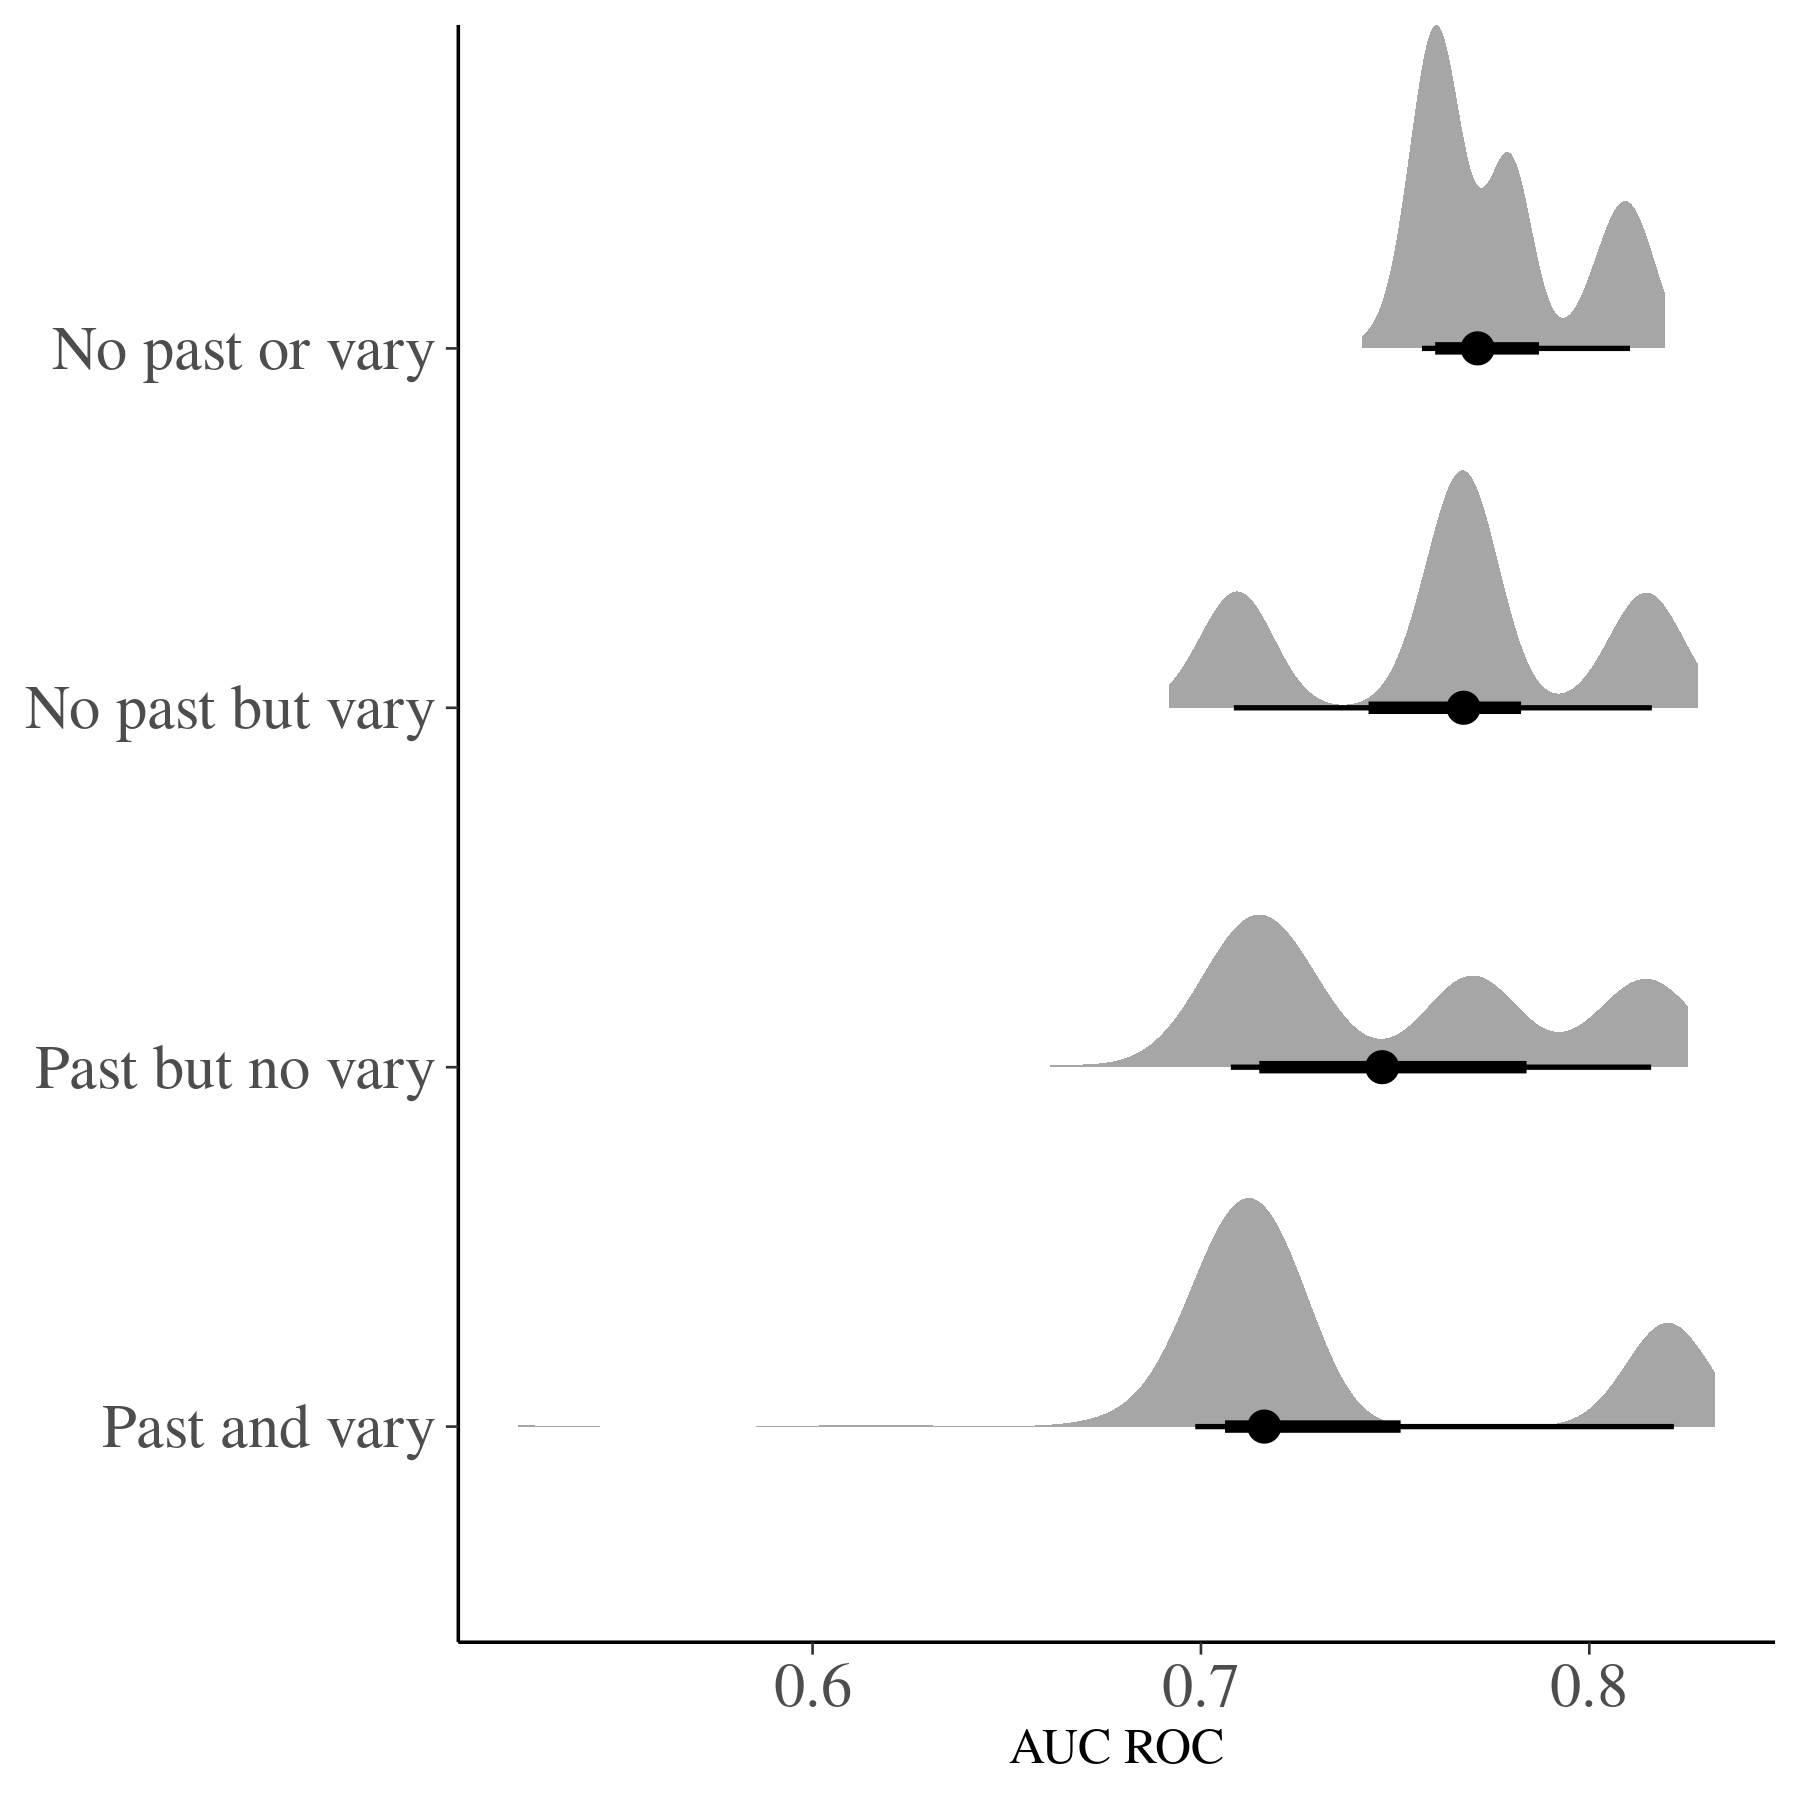 No past or vary
No past but vary
Past but no vary
Past and vary
0.6 0.7 0.8
AUC ROC